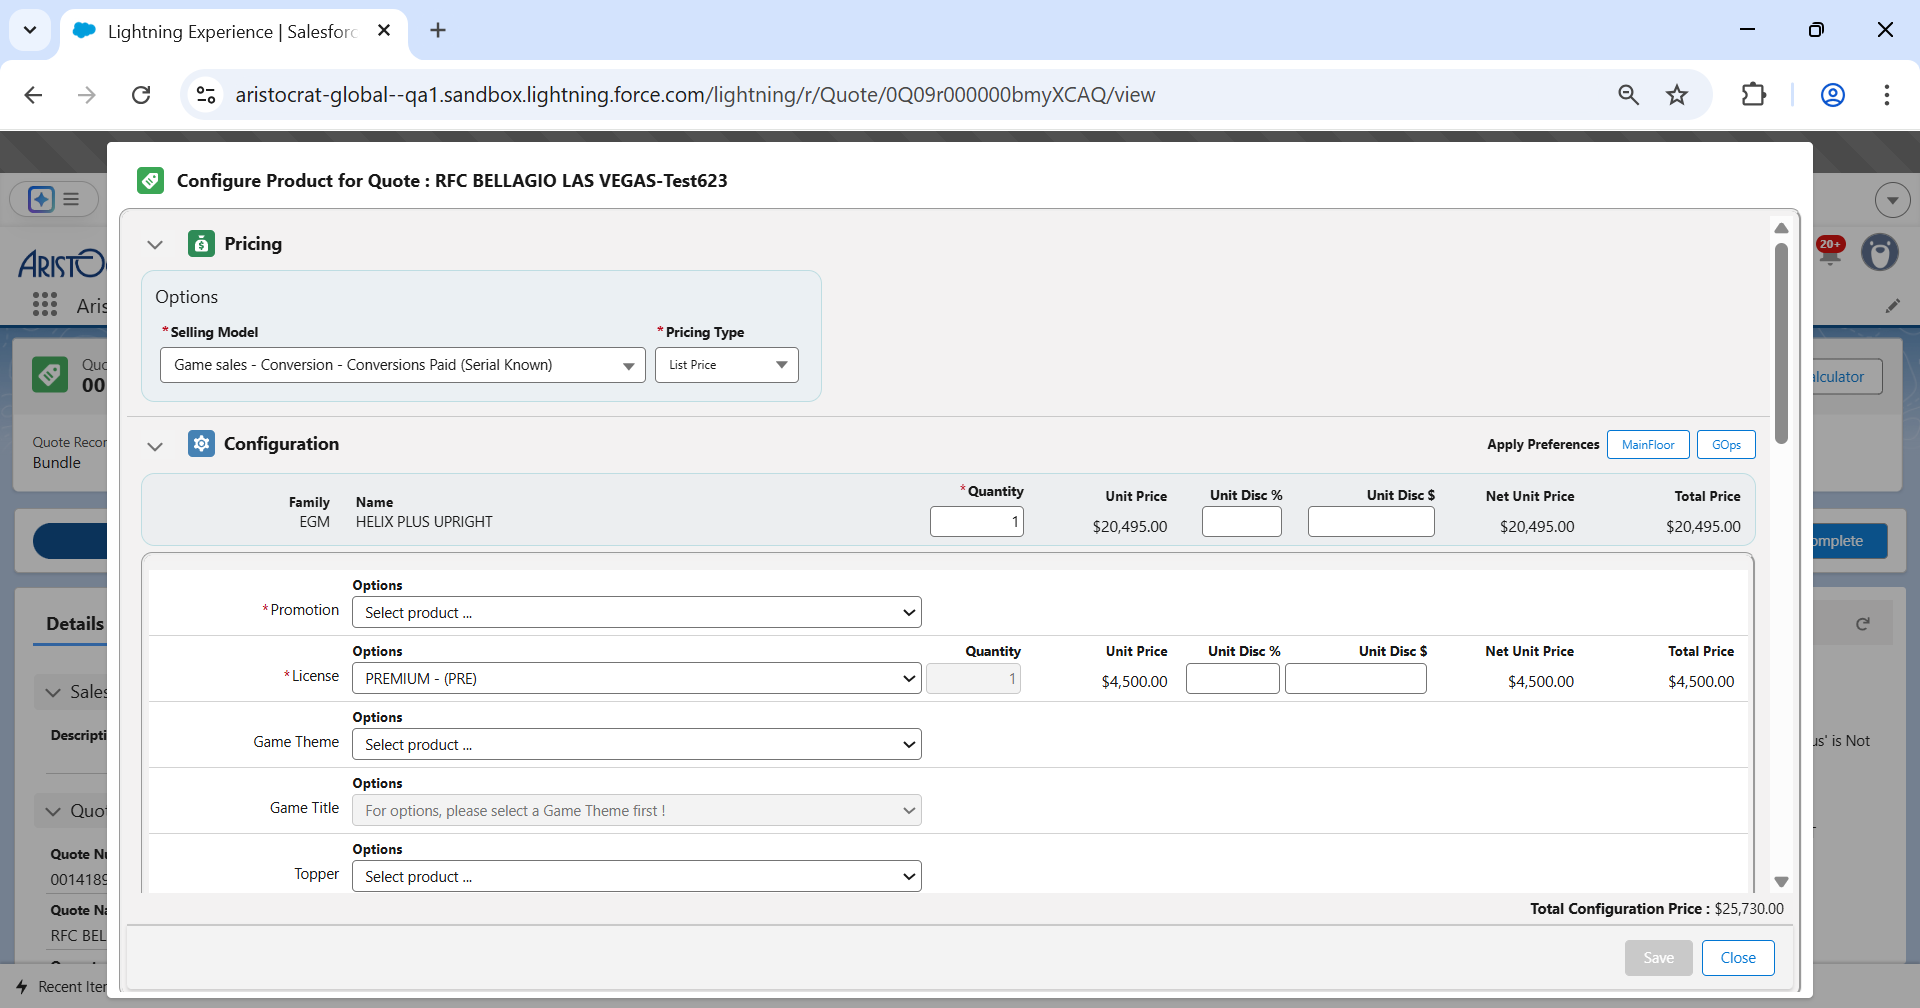 Lightning Experience | Salesforc
aristocrat-global--qa1.sandbox.lightning.force.com/lightning/r/Quote/0Q09r000000bmyXCAQ/view
Configure Product for Quote : RFC BELLAGIO LAS VEGAS-Test623
Pricing
Options
*Selling Model
*Pricing Type
Game sales - Conversion - Conversions Paid (Serial Known)
List Price
Configuration
Apply Preferences
MainFloor
GOps
Family
Name
*Quantity
Unit Price
Unit Disc %
Unit Disc $
Net Unit Price
Total Price
EGM
HELIX PLUS UPRIGHT
1
$20,495.00
$20,495.00
$20,495.00
Options
*Promotion
Select product ...
Options
Quantity
Unit Price
Unit Disc %
Unit Disc $
Net Unit Price
Total Price
*License
PREMIUM - (PRE)
1
$4,500.00
$4,500.00
$4,500.00
Options
Game Theme
Select product ...
Options
Game Title
For options, please select a Game Theme first !
Options
Topper
Select product ...
Total Configuration Price : $25,730.00
Save
Close
ARISTO
Aris
20+
Quo
00
alculator
Quote Recor
Bundle
omplete
Details
Sales
Descripti
us' is Not
Quot
Quote Nu
0014189
Quote Na
RFC BEL
Recent Iter